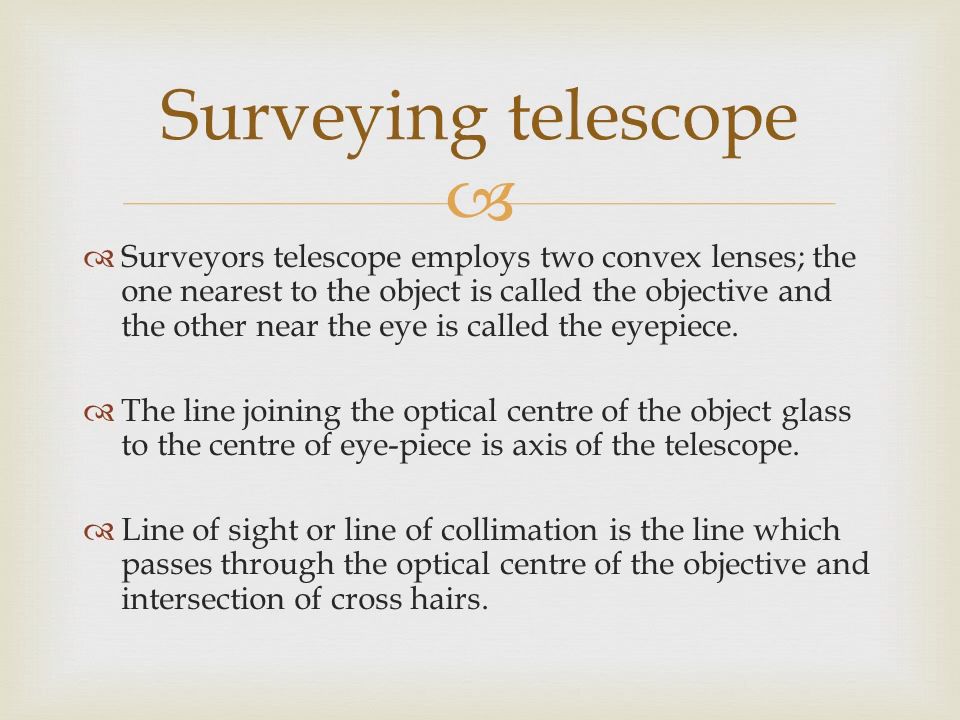 Surveying telescope
Surveyors telescope employs two convex lenses; the
one nearest to the object is called the objective and
the other near the eye is called the eyepiece.
The line joining the optical centre of the object glass
to the centre of eye-piece is axis of the telescope.
Line of sight or line of collimation is the line which
passes through the optical centre of the objective and
intersection of cross hairs.